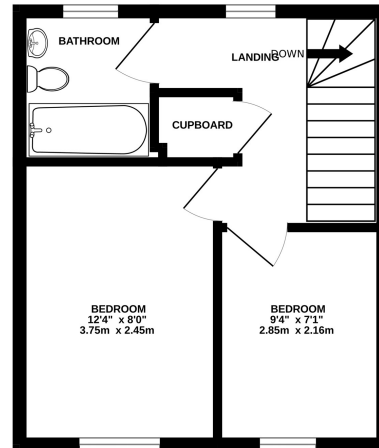 BATHROOM
LANDING
DOWN
CUPBOARD
BEDROOM
12'4" x 8'0"
3.75m x 2.45m
BEDROOM
9'4" x 7'1"
2.85m x 2.16m